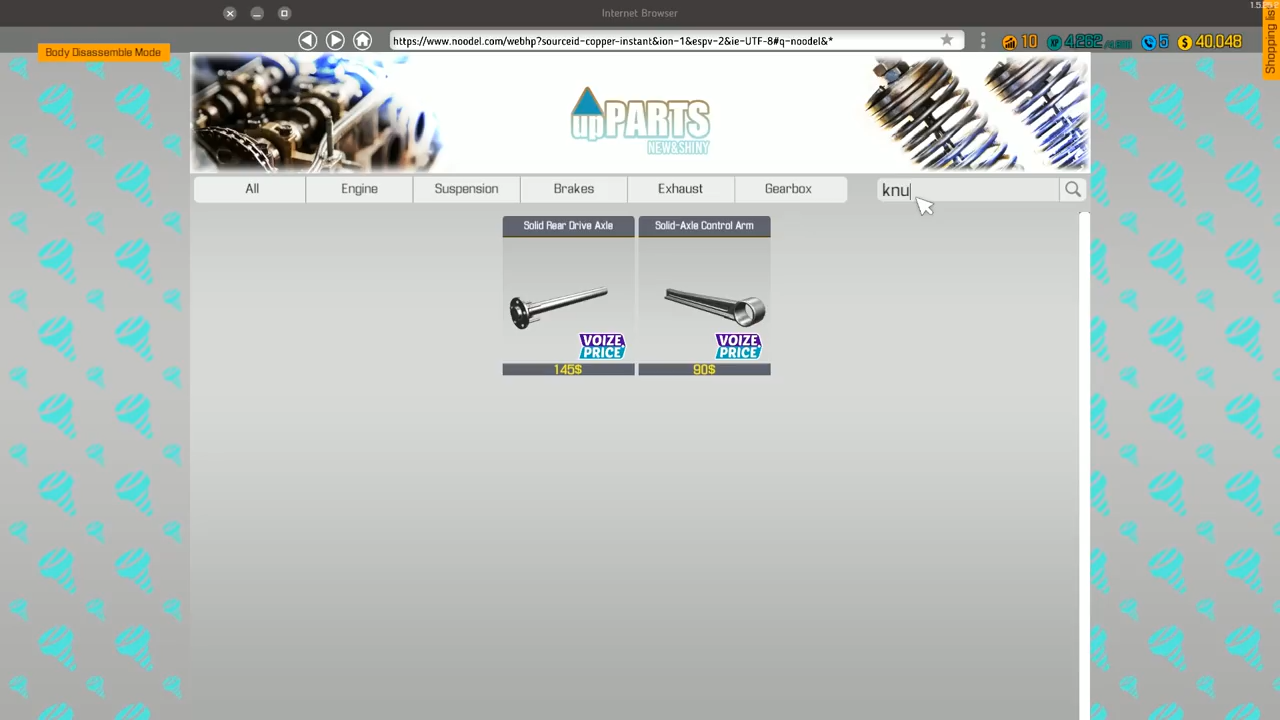 Internet Browser
Body Disassemble Mode
https://www.noodel.com/webhp?sourceid-copper-instant&ion-1&espv-2&ie-UTF-8#q-noodel&*
10
XP 4,262
5
$ 40,048
Shopping list
upPARTS
NEW&SHINY
All
Engine
Suspension
Brakes
Exhaust
Gearbox
knu
Solid Rear Drive Axle
Solid-Axle Control Arm
VOIZE PRICE
VOIZE PRICE
145$
90$